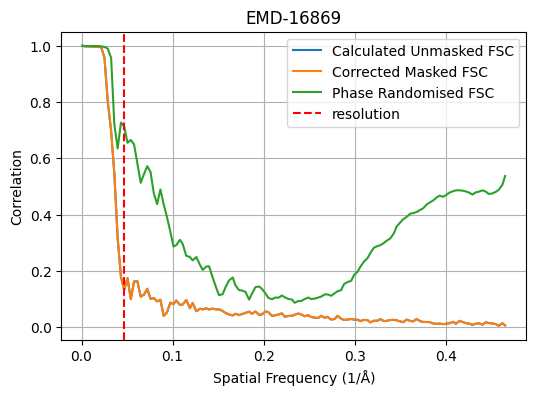 EMD-16869
Calculated Unmasked FSC
Corrected Masked FSC
Phase Randomised FSC
resolution
Correlation
1.0
0.8
0.6
0.4
0.2
0.0
0.0 0.1 0.2 0.3 0.4
Spatial Frequency (1/Å)